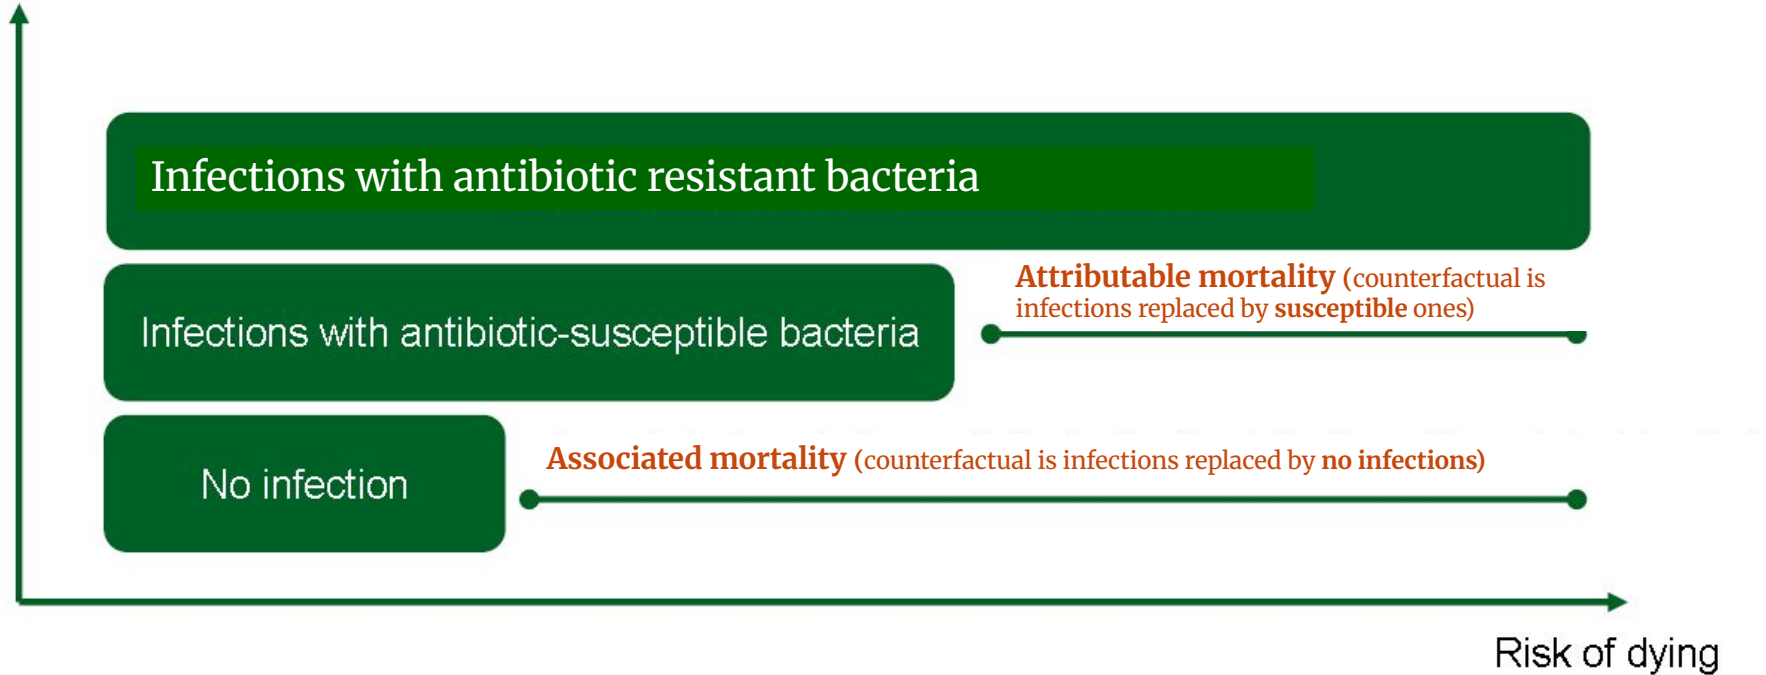 Infections with antibiotic resistant bacteria
Attributable mortality (counterfactual is
infections replaced by susceptible ones)
Infections with antibiotic-susceptible bacteria
Associated mortality (counterfactual is infections replaced by no infections)
No infection
Risk of dying